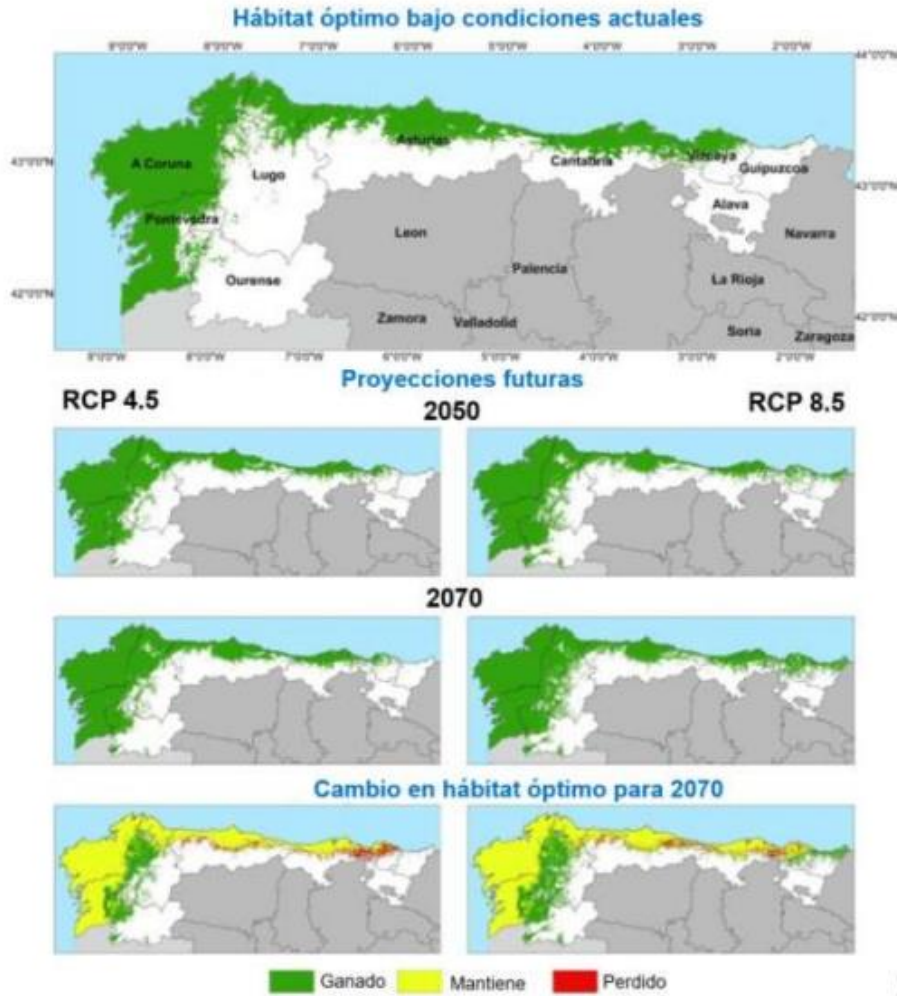 Hábitat óptimo bajo condiciones actuales
9°0'0"W 8°0'0"W 7°0'0"W 6°0'0"W 5°0'0"W 4°0'0"W 3°0'0"W 2°0'0"W
44°0'0"N
43°0'0"N
43°0'0"N
42°0'0"N
42°0'0"N
A Coruna
Lugo
Asturias
Cantabria
Vizcaya
Guipuzcoa
Alava
Pontevedra
Leon
Navarra
Ourense
Palencia
La Rioja
Zamora
Valladolid
Soria
Zaragoza
9°0'0"W 8°0'0"W 7°0'0"W 6°0'0"W 5°0'0"W 4°0'0"W 3°0'0"W 2°0'0"W
Proyecciones futuras
RCP 4.5
2050
RCP 8.5
2070
Cambio en hábitat óptimo para 2070
Ganado Mantiene Perdido